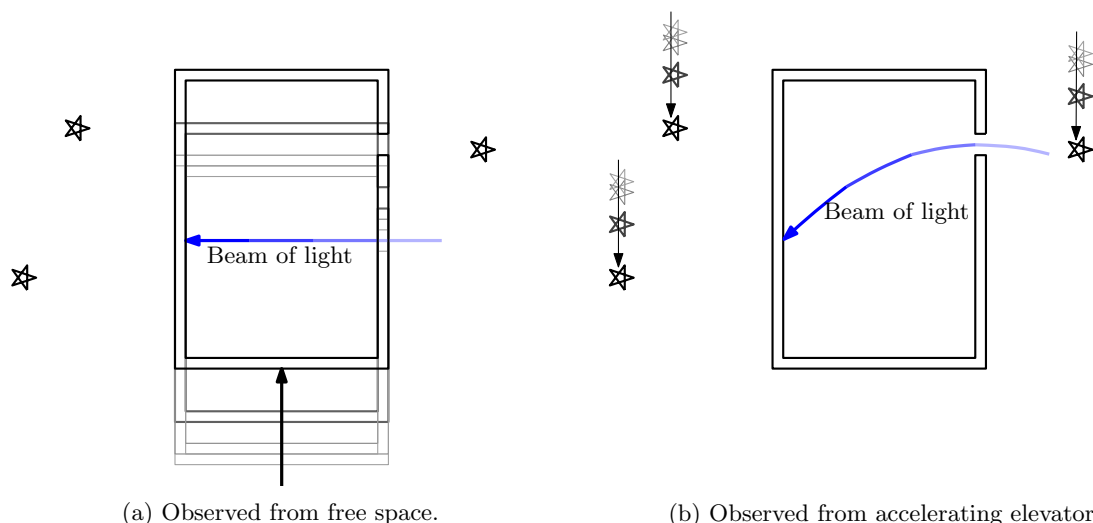 Beam of light
Beam of light
(a) Observed from free space.
(b) Observed from accelerating elevator